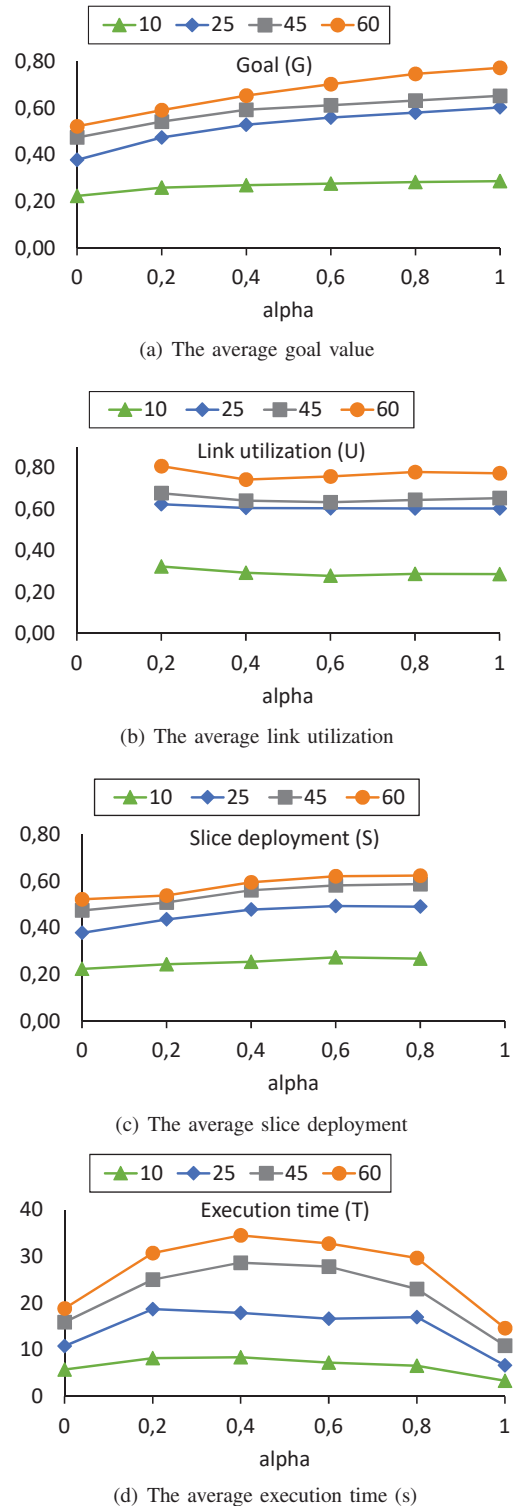 10 25 45 60
Goal (G)
0,80
0,60
0,40
0,20
0,00
0 0,2 0,4 0,6 0,8 1
alpha
(a) The average goal value
10 25 45 60
Link utilization (U)
0,80
0,60
0,40
0,20
0,00
0 0,2 0,4 0,6 0,8 1
alpha
(b) The average link utilization
10 25 45 60
Slice deployment (S)
0,80
0,60
0,40
0,20
0,00
0 0,2 0,4 0,6 0,8 1
alpha
(c) The average slice deployment
10 25 45 60
Execution time (T)
40
30
20
10
0
0 0,2 0,4 0,6 0,8 1
alpha
(d) The average execution time (s)